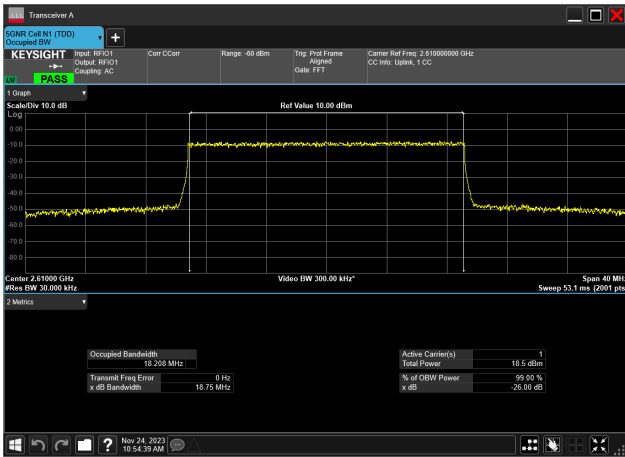 Transceiver A
5GNR Cell N1 (TDD)
Occupied BW
KEYSIGHT
LXI
PASS
Input: RFIO1
Output: RFIO1
Coupling: AC
Corr CCorr
Range: -60 dBm
Trig: Prot Frame
Aligned
Gate: FFT
Carrier Ref Freq: 2.610000000 GHz
CC Info: Uplink, 1 CC
1 Graph
Scale/Div 10.0 dB
Ref Value 10.00 dBm
Log
0.00
-10.0
-20.0
-30.0
-40.0
-50.0
-60.0
-70.0
-80.0
Center 2.61000 GHz
Video BW 300.00 kHz*
Span 40 MHz
#Res BW 30.000 kHz
Sweep 53.1 ms (2001 pts
2 Metrics
Occupied Bandwidth
18.208 MHz
Transmit Freq Error 0 Hz
x dB Bandwidth 18.75 MHz
Active Carrier(s) 1
Total Power 18.5 dBm
% of OBW Power 99.00 %
x dB -26.00 dB
Nov 24, 2023
10:54:39 AM